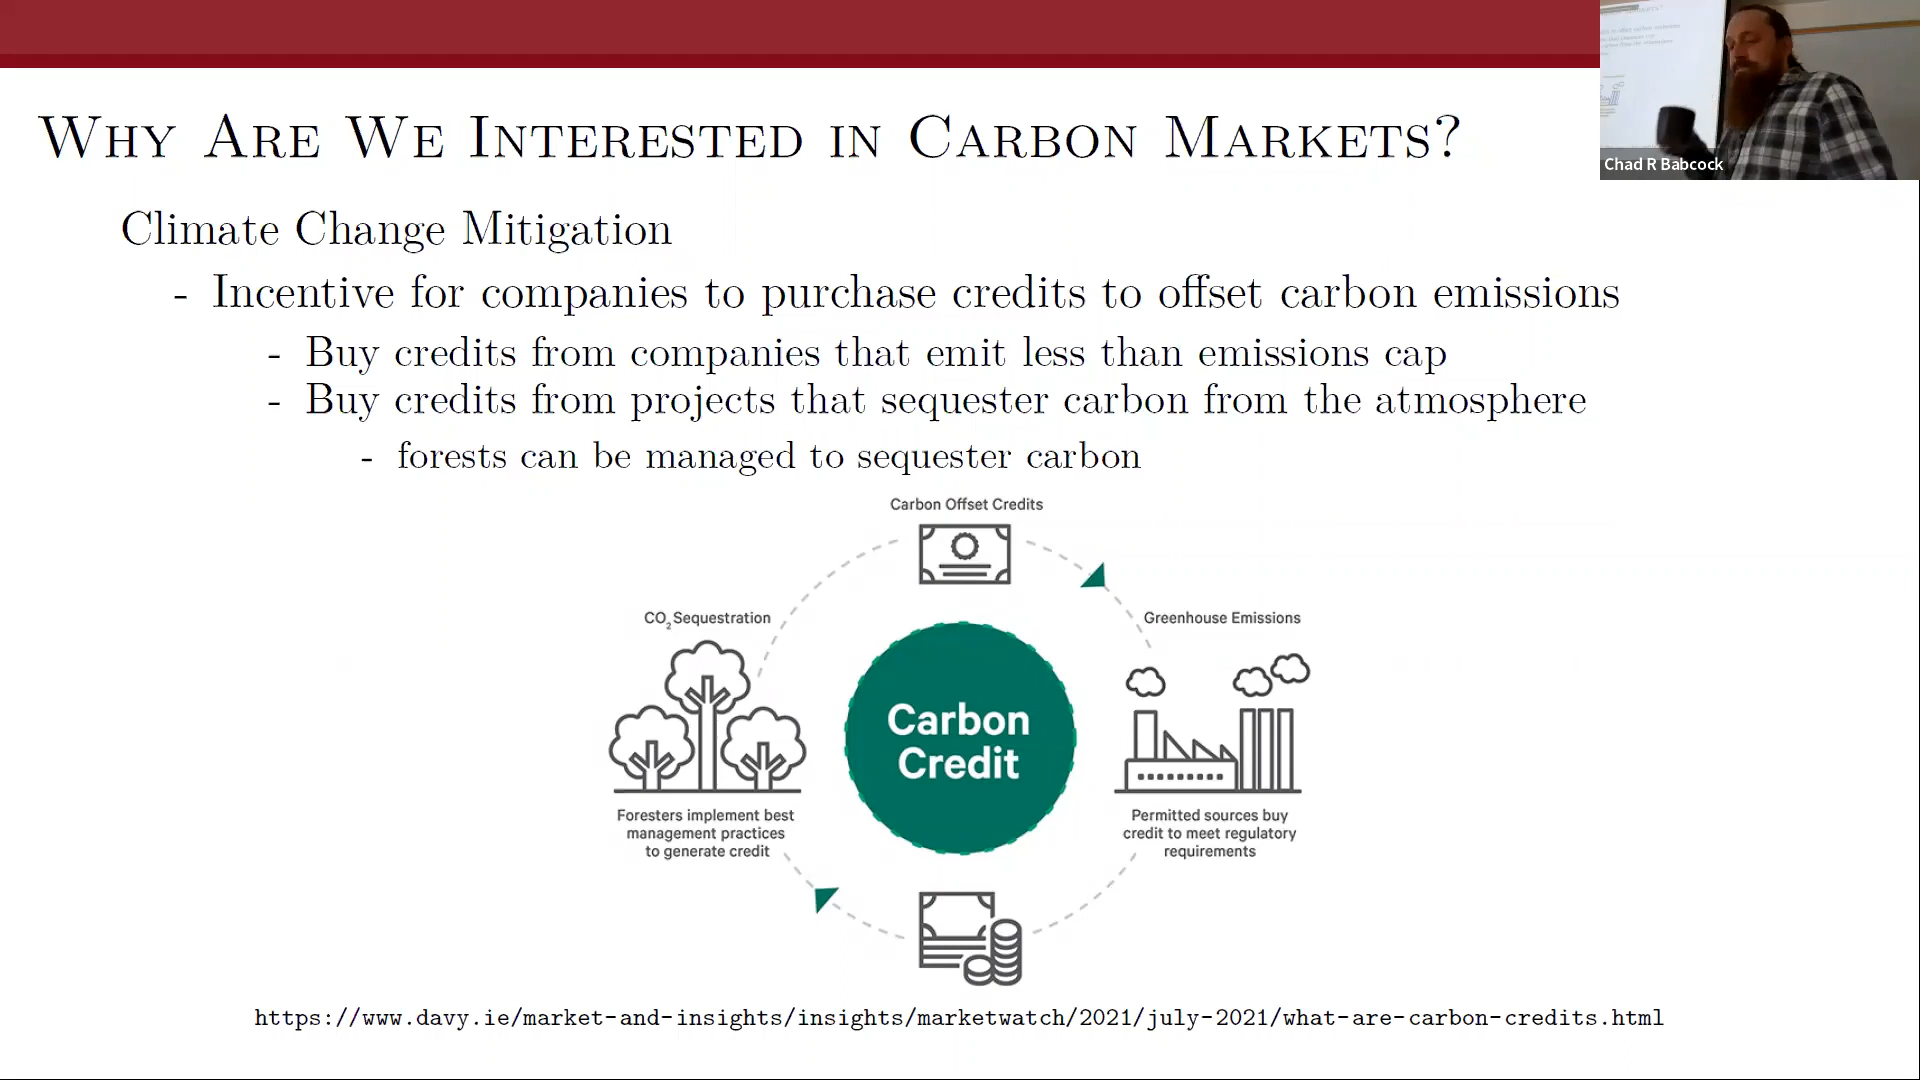 WHY ARE WE INTERESTED IN CARBON MARKETS?
Chad R Babcock
Climate Change Mitigation
- Incentive for companies to purchase credits to offset carbon emissions
- Buy credits from companies that emit less than emissions cap
- Buy credits from projects that sequester carbon from the atmosphere
- forests can be managed to sequester carbon
Carbon Offset Credits
CO₂ Sequestration
Greenhouse Emissions
Carbon
Credit
Foresters implement best
management practices
to generate credit
Permitted sources buy
credit to meet regulatory
requirements
https://www.davy.ie/market-and-insights/insights/marketwatch/2021/july-2021/what-are-carbon-credits.html